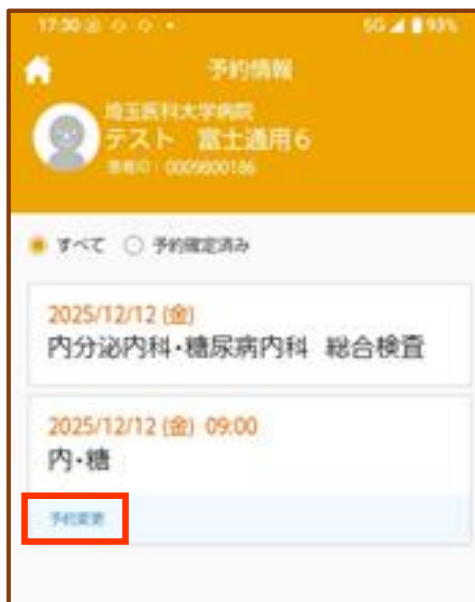 17:30
5G 93%
予約情報
埼玉医科大学病院
テスト 富士通用6
患者ID:0009800186
すべて 予約確定済み
2025/12/12 (金)
内分泌内科・糖尿病内科 総合検査
2025/12/12 (金) 09:00
内・糖
予約変更